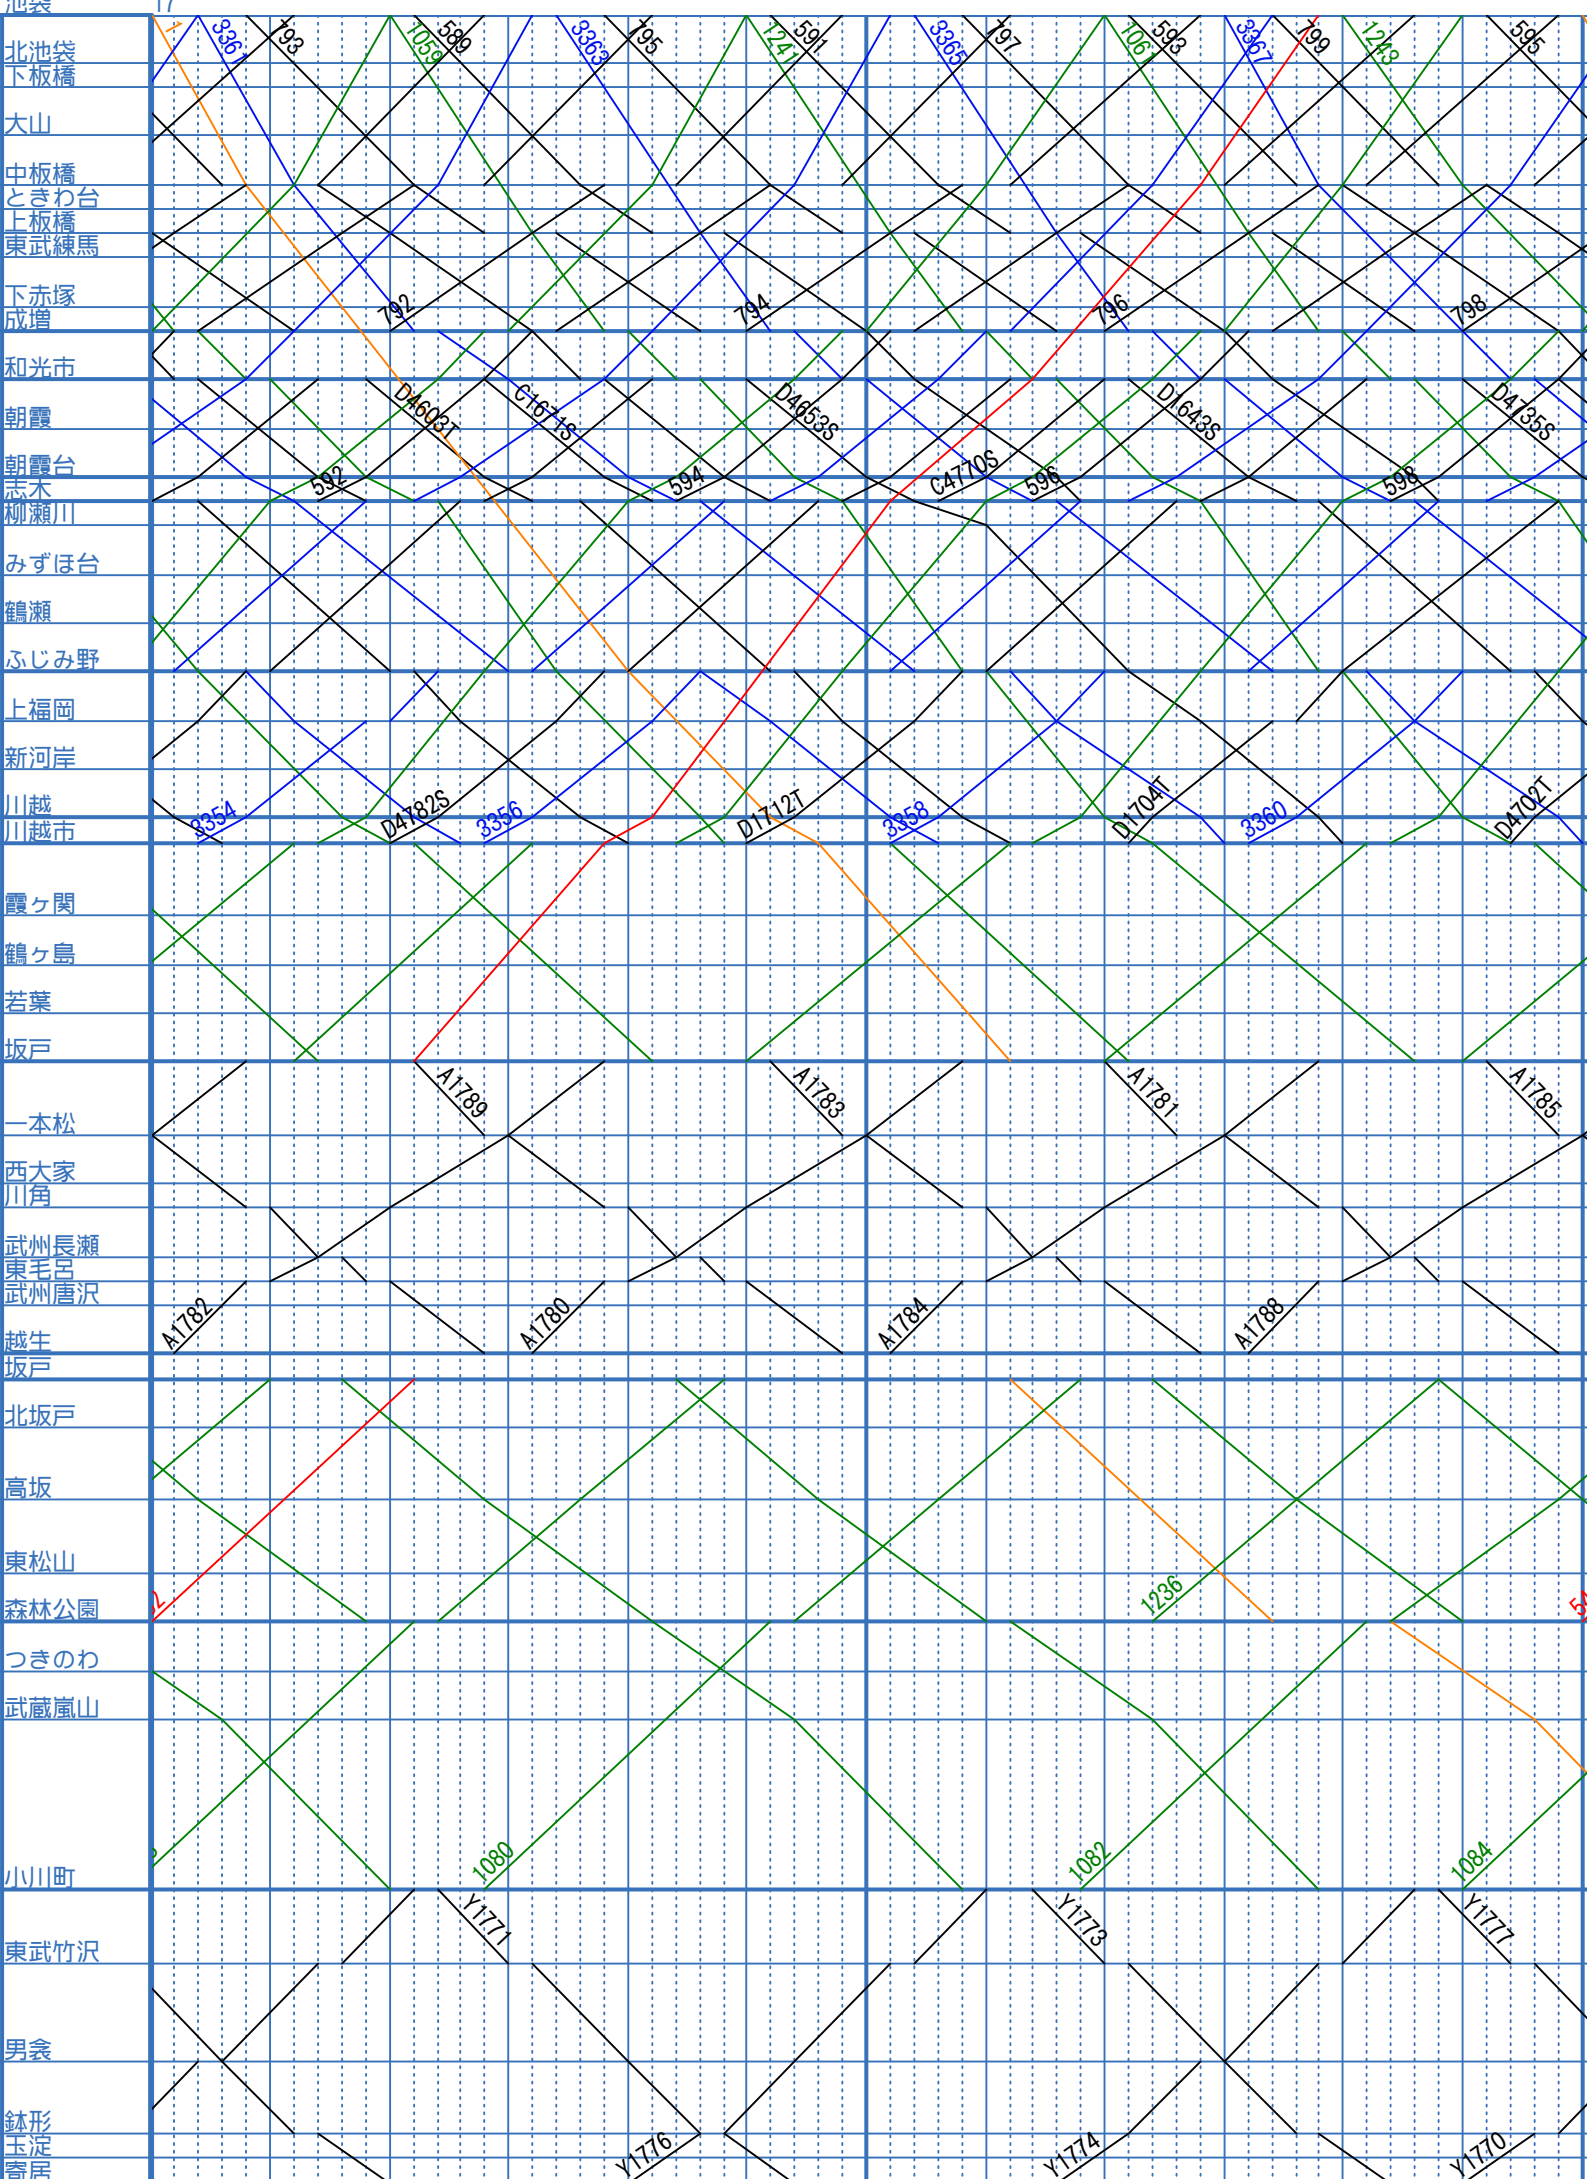 池袋 17
北池袋
下板橋
大山
中板橋
ときわ台
上板橋
東武練馬
下赤塚
成増
和光市
朝霞
朝霞台
志木
柳瀬川
みずほ台
鶴瀬
ふじみ野
上福岡
新河岸
川越
川越市
霞ヶ関
鶴ヶ島
若葉
坂戸
一本松
西大家
川角
武州長瀬
東毛呂
武州唐沢
越生
坂戸
北坂戸
高坂
東松山
森林公園
つきのわ
武蔵嵐山
小川町
東武竹沢
男衾
鉢形
玉淀
寄居
3361
793
1059
589
3363
795
1241
591
3365
797
1061
593
3367
799
1243
595
792
794
796
798
D4603T
C1671S
D4653S
D1643S
D4735S
592
594
C4770S
596
598
3354
D4782S
3356
D1712T
3358
D1704T
3360
D4702T
A1789
A1783
A1781
A1785
A1782
A1780
A1784
A1788
1236
1080
1082
1084
Y1771
Y1773
Y1777
Y1776
Y1774
Y1770